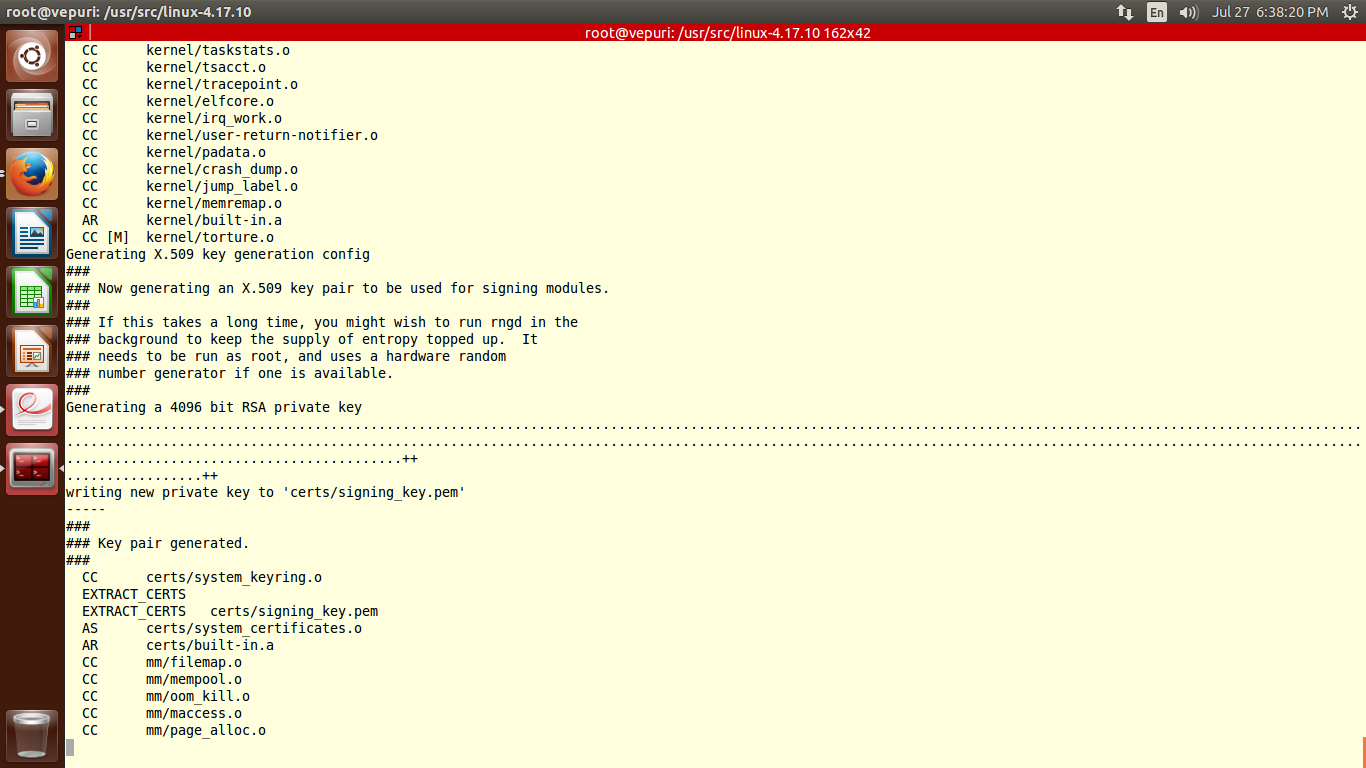 root@vepuri: /usr/src/linux-4.17.10 En Jul 27 6:38:20 PM
root@vepuri: /usr/src/linux-4.17.10 162x42
CC kernel/taskstats.o
CC kernel/tsacct.o
CC kernel/tracepoint.o
CC kernel/elfcore.o
CC kernel/irq_work.o
CC kernel/user-return-notifier.o
CC kernel/padata.o
CC kernel/crash_dump.o
CC kernel/jump_label.o
CC kernel/memremap.o
AR kernel/built-in.a
CC [M] kernel/torture.o
Generating X.509 key generation config
###
### Now generating an X.509 key pair to be used for signing modules.
###
### If this takes a long time, you might wish to run rngd in the
### background to keep the supply of entropy topped up. It
### needs to be run as root, and uses a hardware random
### number generator if one is available.
###
Generating a 4096 bit RSA private key
..................................................................................................................................................................
..................................................................................................................................................................
..........................................++
.................++
writing new private key to 'certs/signing_key.pem'
-----
###
### Key pair generated.
###
CC certs/system_keyring.o
EXTRACT_CERTS
EXTRACT_CERTS certs/signing_key.pem
AS certs/system_certificates.o
AR certs/built-in.a
CC mm/filemap.o
CC mm/mempool.o
CC mm/oom_kill.o
CC mm/maccess.o
CC mm/page_alloc.o